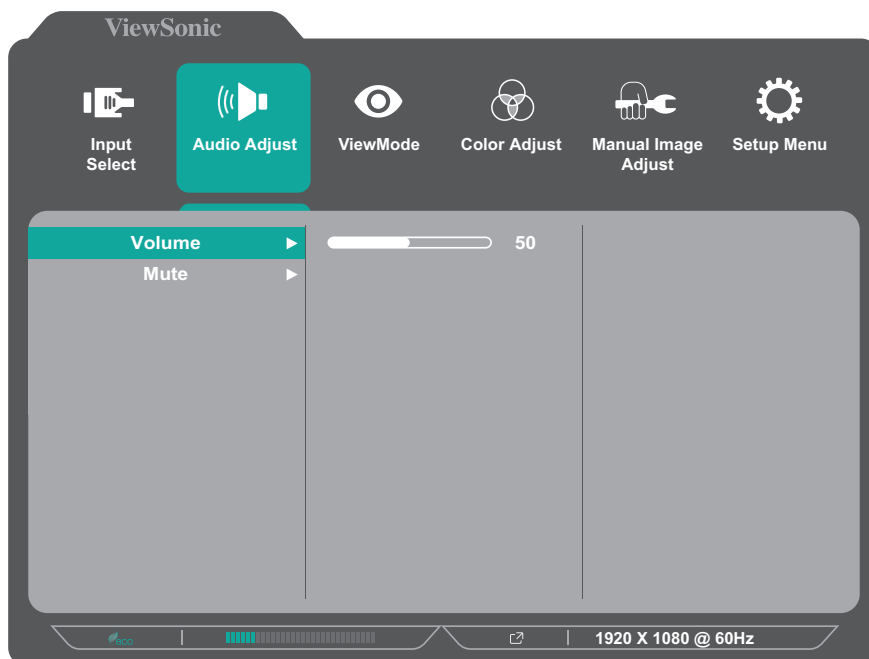 ViewSonic
Input
Select
Audio Adjust
ViewMode
Color Adjust
Manual Image
Adjust
Setup Menu
Volume
50
Mute
eco
1920 X 1080 @ 60Hz